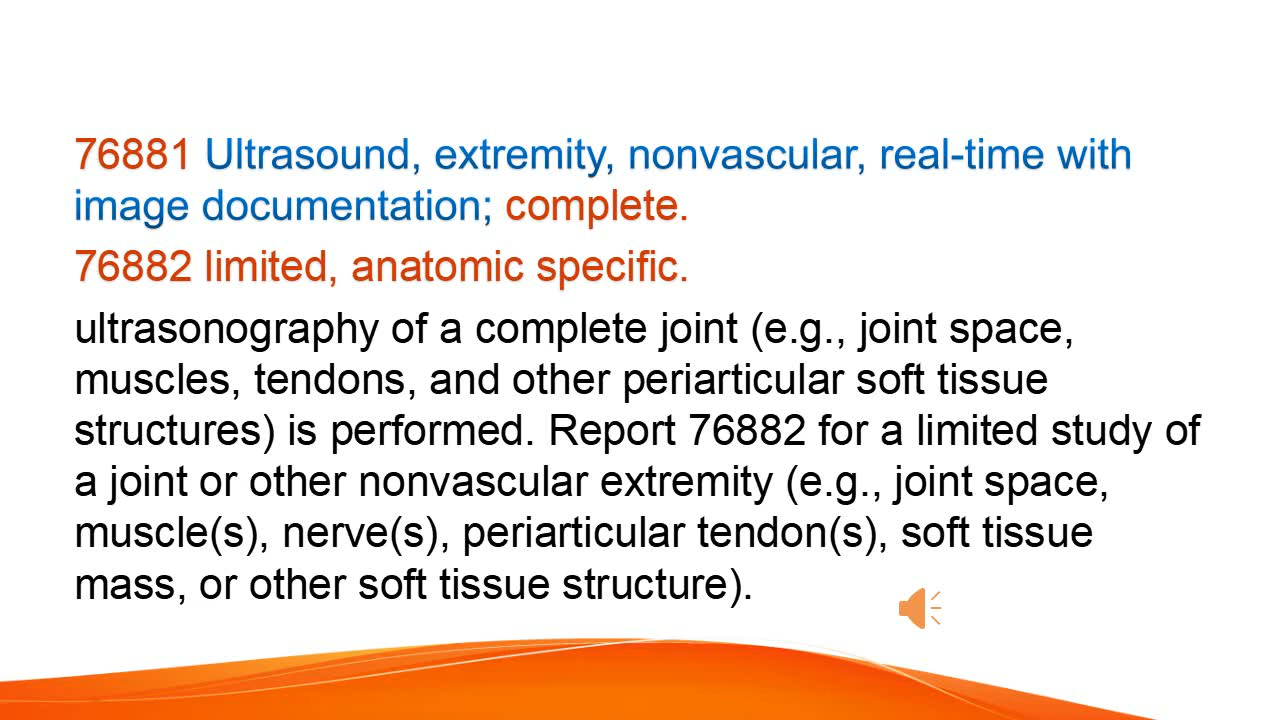 76881 Ultrasound, extremity, nonvascular, real-time with
image documentation; complete.
76882 limited, anatomic specific.
ultrasonography of a complete joint (e.g., joint space,
muscles, tendons, and other periarticular soft tissue
structures) is performed. Report 76882 for a limited study of
a joint or other nonvascular extremity (e.g., joint space,
muscle(s), nerve(s), periarticular tendon(s), soft tissue
mass, or other soft tissue structure).